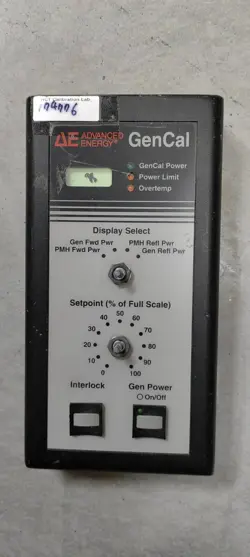 Calibration Lab
AE ADVANCED ENERGY® GenCal
GenCal Power
Power Limit
Overtemp
Display Select
Gen Fwd Pwr PMH Refl Pwr
PMH Fwd Pwr Gen Refl Pwr
Setpoint (% of Full Scale)
50
40 60
30 70
20 80
10 90
0 100
Interlock Gen Power
On/Off